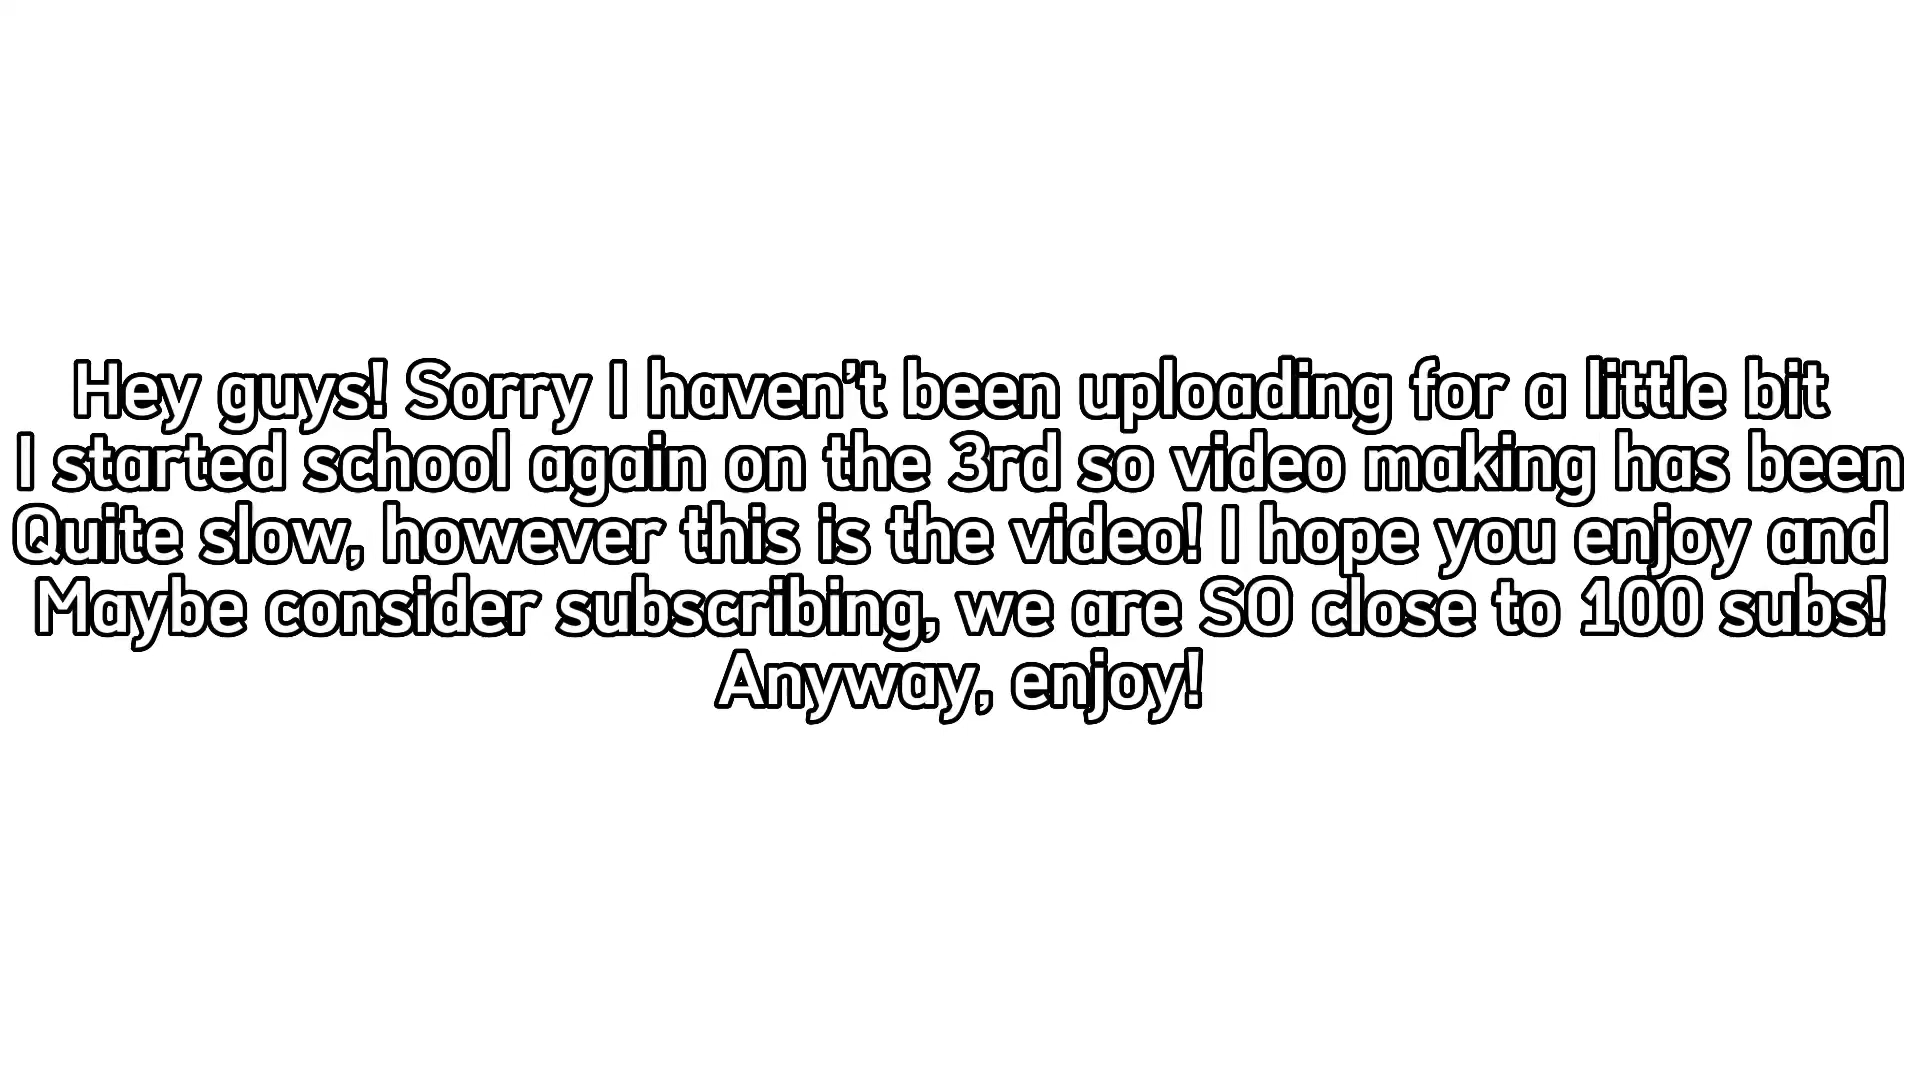 Hey guys! Sorry I haven’t been uploading for a little bit
I started school again on the 3rd so video making has been
Quite slow, however this is the video! I hope you enjoy and
Maybe consider subscribing, we are SO close to 100 subs!
Anyway, enjoy!